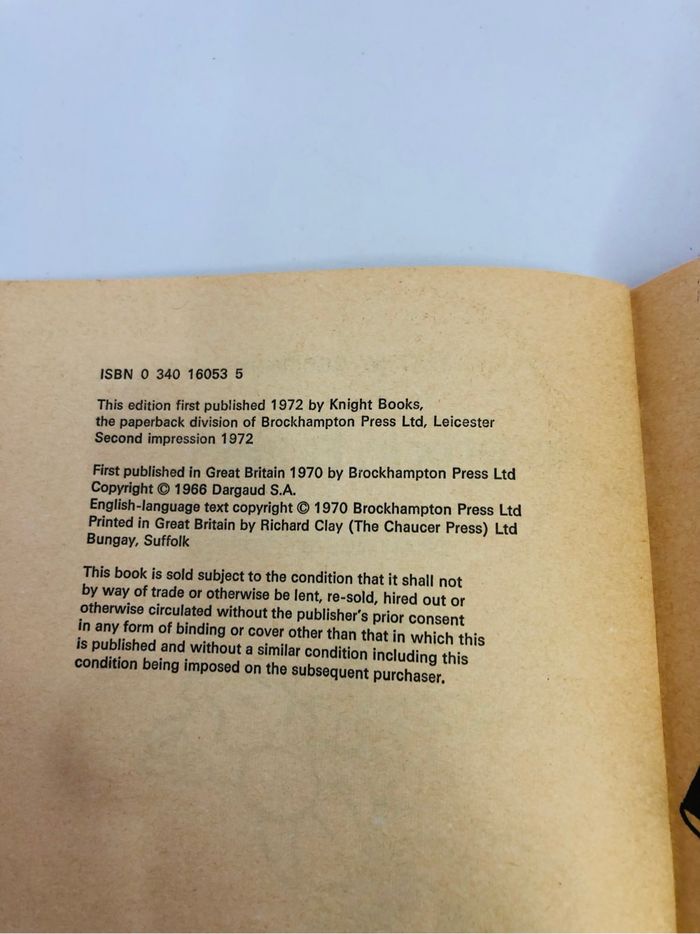 ISBN 0 340 16053 5
This edition first published 1972 by Knight Books,
the paperback division of Brockhampton Press Ltd, Leicester
Second impression 1972
First published in Great Britain 1970 by Brockhampton Press Ltd
Copyright © 1966 Dargaud S.A.
English-language text copyright © 1970 Brockhampton Press Ltd
Printed in Great Britain by Richard Clay (The Chaucer Press) Ltd
Bungay, Suffolk
This book is sold subject to the condition that it shall not
by way of trade or otherwise be lent, re-sold, hired out or
otherwise circulated without the publisher's prior consent
in any form of binding or cover other than that in which this
is published and without a similar condition including this
condition being imposed on the subsequent purchaser.